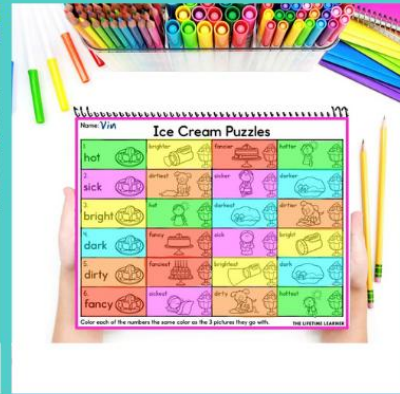 Name: Vin
Ice Cream Puzzles
1. hot brighter fancier hotter
2. sick dirtiest sicker darker
3. bright hot darkest dirtier
4. dark fancy sick bright
5. dirty fanciest brightest dark
6. fancy sickest dirty hottest
Color each of the numbers the same color as the 3 pictures they go with. THE LIFETIME LEARNER